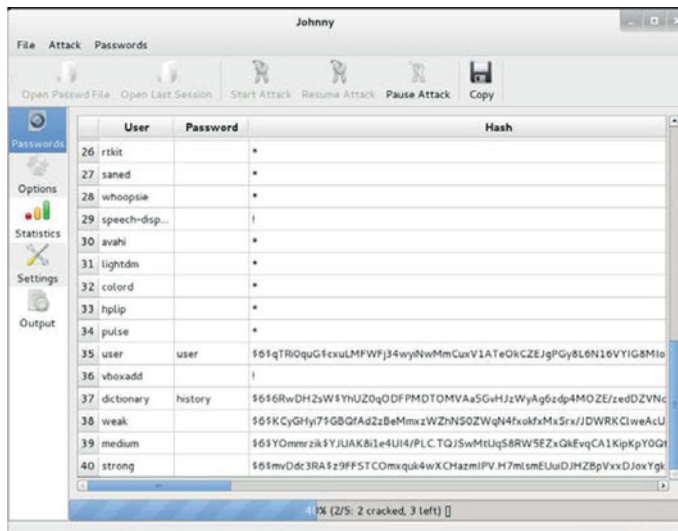 Johnny
File Attack Passwords
Open Passwd File Open Last Session Start Attack Resume Attack Pause Attack Copy
Passwords
Options
Statistics
Settings
Output
User Password Hash
26 rtkit *
27 saned *
28 whoopsie *
29 speech-disp... !
30 avahi *
31 lightdm *
32 colord *
33 hplip *
34 pulse *
35 user user
36 vboxadd !
37 dictionary history
38 weak
39 medium
40 strong
40% (2/5: 2 cracked, 3 left) []